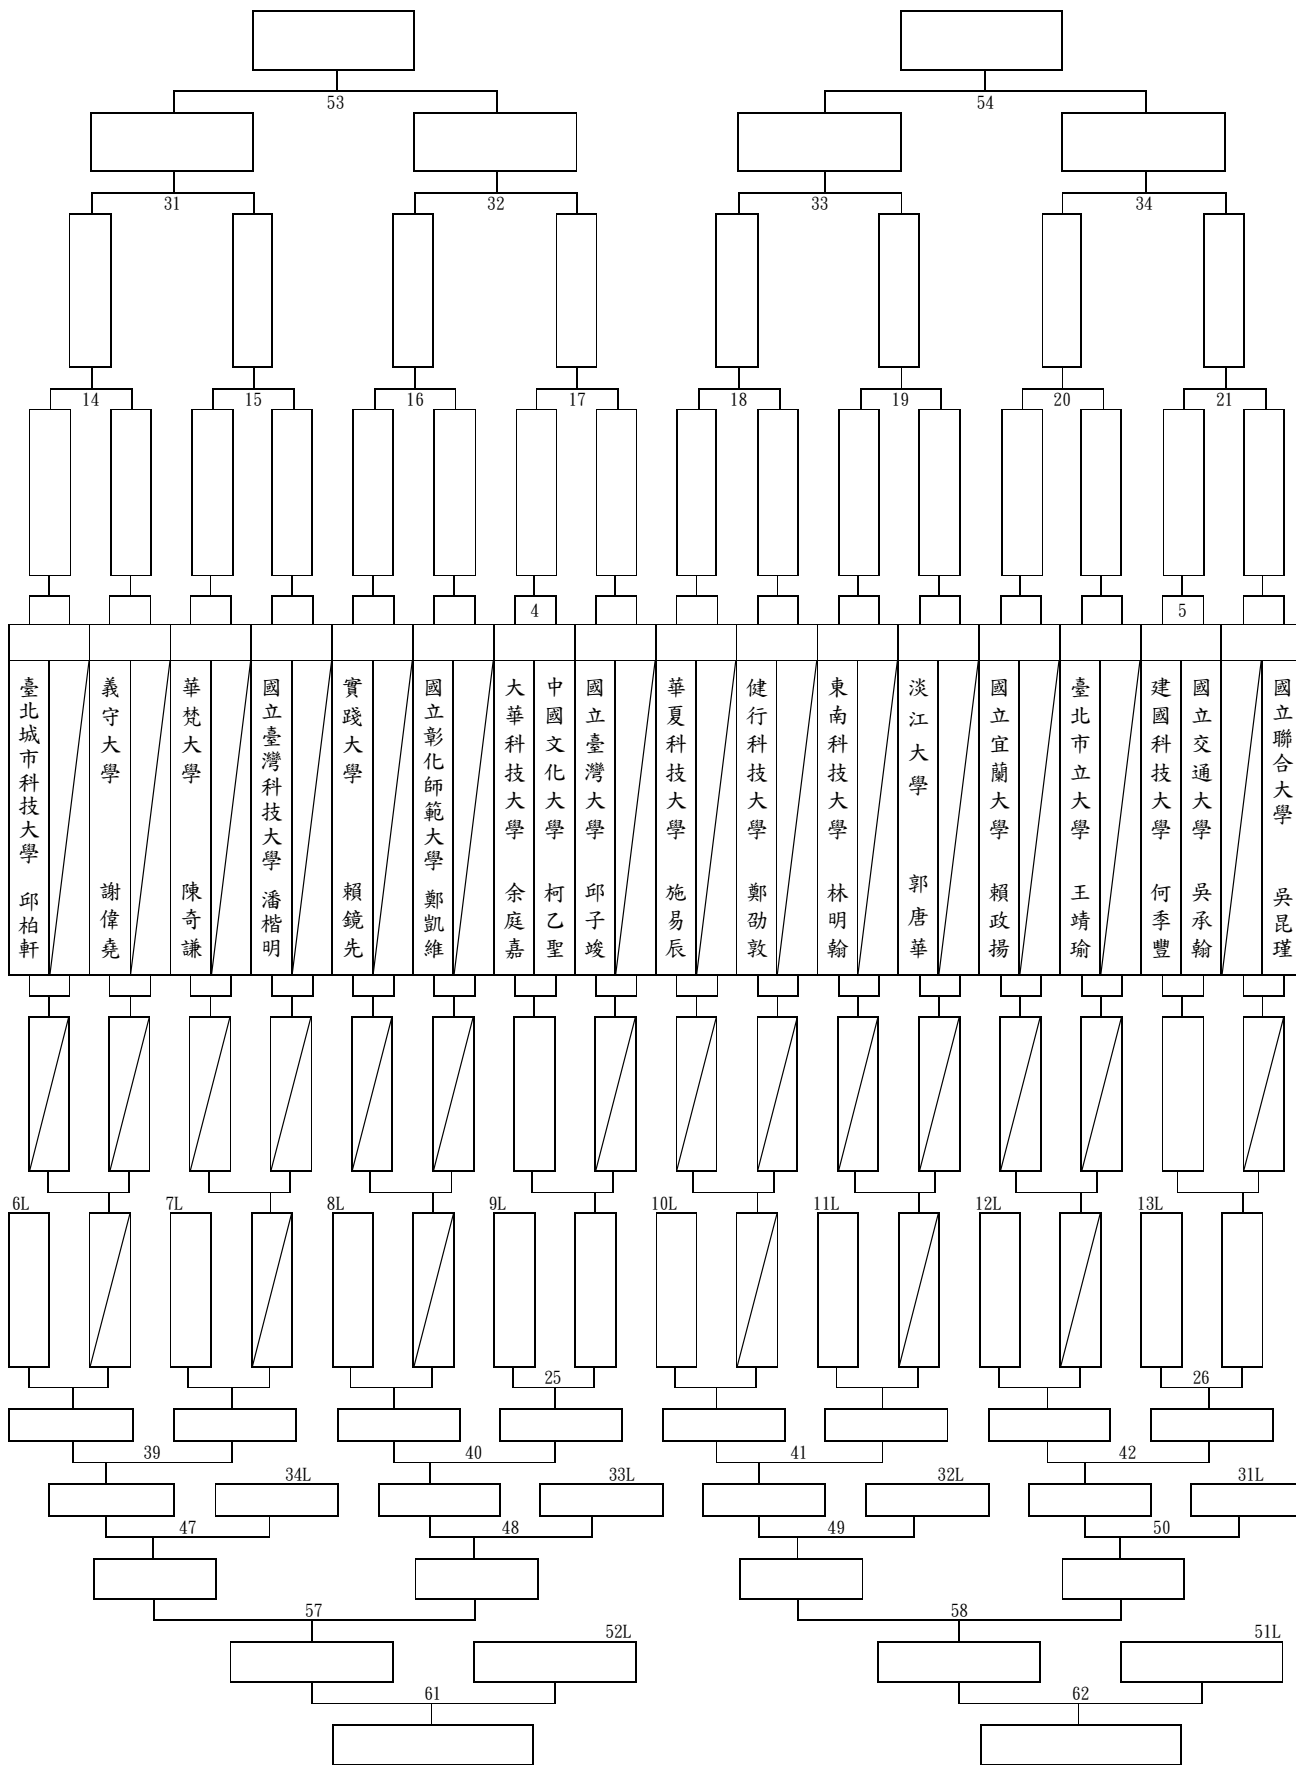 53
54
31
32
33
34
14
15
16
17
18
19
20
21
4
5
臺北城市科技大學 邱柏軒
義守大學 謝偉堯
華梵大學 陳奇謙
國立臺灣科技大學 潘楷明
實踐大學 賴鏡先
國立彰化師範大學 鄭凱維
大華科技大學 余庭嘉
中國文化大學 柯乙聖
國立臺灣大學 邱子竣
華夏科技大學 施易辰
健行科技大學 鄭劭敦
東南科技大學 林明翰
淡江大學 郭唐華
國立宜蘭大學 賴政揚
臺北市立大學 王靖瑜
建國科技大學 何季豐
國立交通大學 吳承翰
國立聯合大學 吳昆瑾
6L
7L
8L
9L
10L
11L
12L
13L
25
26
39
40
41
42
34L
33L
32L
31L
47
48
49
50
57
58
52L
51L
61
62